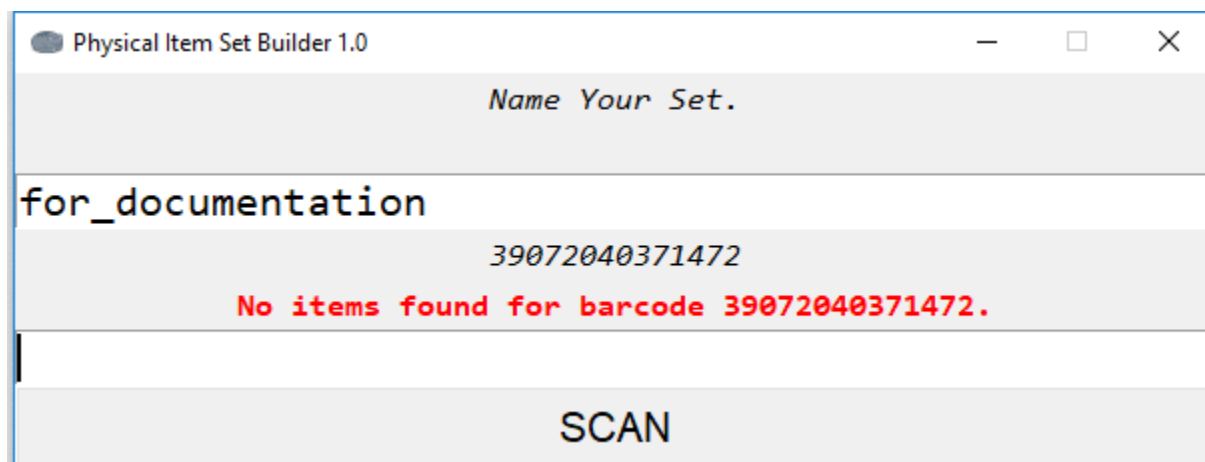 Physical Item Set Builder 1.0
Name Your Set.
for_documentation
39072040371472
No items found for barcode 39072040371472.
SCAN